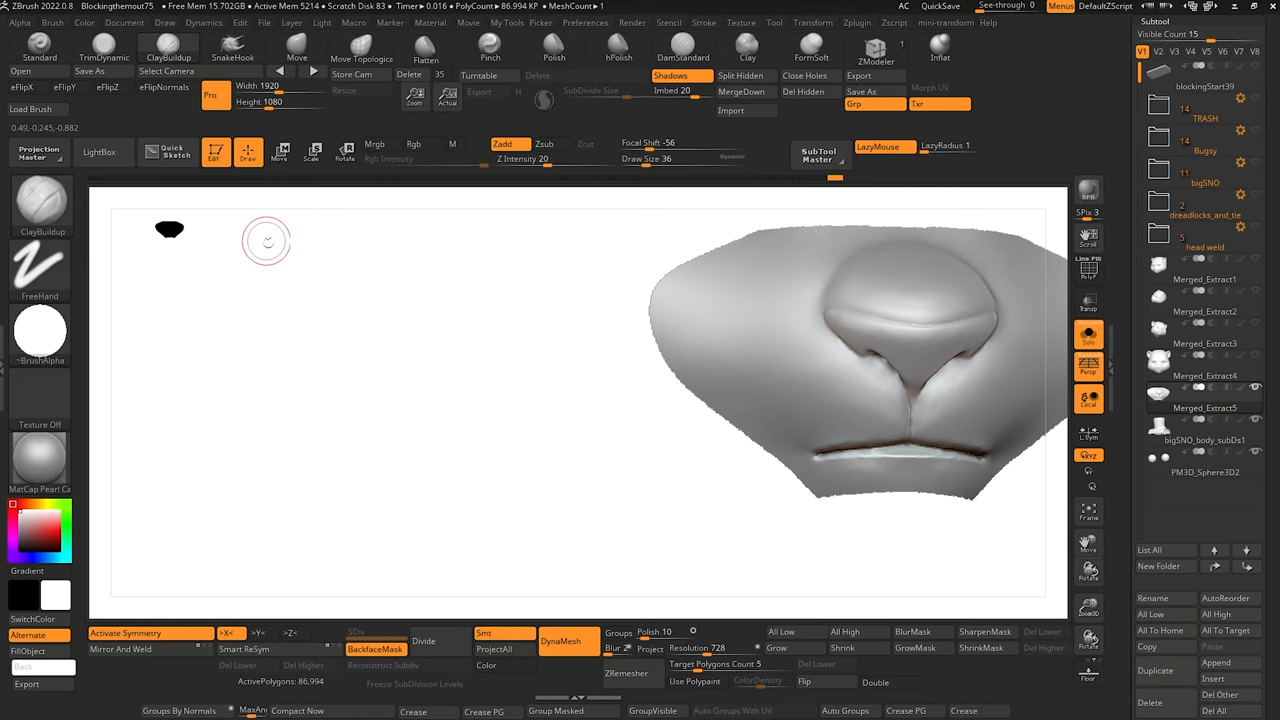 ZBrush 2022.0.8 Blockingthemout75 • Free Mem 15.702GB • Active Mem 5214 • Scratch Disk 83 • Timer▸0.016 • PolyCount▸86.994 KP • MeshCount▸1 AC QuickSave See-through 0 Menus DefaultZScript
Alpha Brush Color Document Draw Dynamics Edit File Layer Light Macro Marker Material Movie My Tools Picker Preferences Render Stencil Stroke Texture Tool Transform Zplugin Zscript mini-transform Help
Standard TrimDynamic ClayBuildup SnakeHook Move Move Topologica Flatten Pinch Polish hPolish DamStandard Clay FormSoft ZModeler 1 Inflat
Open Save As Select Camera Store Cam Delete 35 Turntable Delete Shadows Split Hidden Close Holes Export
eFlipX eFlipY eFlipZ eFlipNormals Pro Width 1920 Resize Zoom Actual Export H SubDivide Size Imbed 20 MergeDown Del Hidden Save As Morph UV
Height 1080 Import Grp Txr
Load Brush
0.49,-0.245,-0.882
Projection Master LightBox Quick Sketch Edit Draw Move Scale Rotate Mrgb Rgb M Zadd Zsub Zcut Focal Shift -56 SubTool Master LazyMouse LazyRadius 1
Rgb Intensity Z Intensity 20 Draw Size 36 Dynamic
ClayBuildup
FreeHand
~BrushAlpha
Texture Off
MatCap Pearl Ca
Gradient
SwitchColor
Alternate
FillObject
Back
Export
BPR
SPix 3
Scroll
Line Fill
PolyF
Transp
Solo
Persp
Local
L.Sym
XYZ
Frame
Move
Rotate
Zoom3D
Rotate
Floor
Subtool
Visible Count 15
V1 V2 V3 V4 V5 V6 V7 V8
blockingStart39
14
TRASH
14
Bugsy
11
bigSNO
2
dreadlocks_and_tie
5
head weld
Merged_Extract1
Merged_Extract2
Merged_Extract3
Merged_Extract4
Merged_Extract5
bigSNO_body_subDs1
PM3D_Sphere3D2
List All
New Folder
Rename AutoReorder
All Low All High
All To Home All To Target
Copy Paste
Duplicate Append
Insert
Delete Del Other
Del All
Activate Symmetry >X< >Y< >Z< SDiv Divide Smt DynaMesh Groups Polish 10 All Low All High BlurMask SharpenMask Del Lower
Mirror And Weld Smart ReSym BackfaceMask ProjectAll Blur 2 Project Resolution 728 Grow Shrink GrowMask ShrinkMask Del Higher
Del Lower Del Higher Reconstruct Subdiv Color ZRemesher Target Polygons Count 5 Del Lower
ActivePolygons: 86,994 Freeze SubDivision Levels Use Polypaint ColorDensity Flip Double
Groups By Normals MaxAn Compact Now Crease Crease PG Group Masked GroupVisible Auto Groups With UV Auto Groups Crease PG Crease